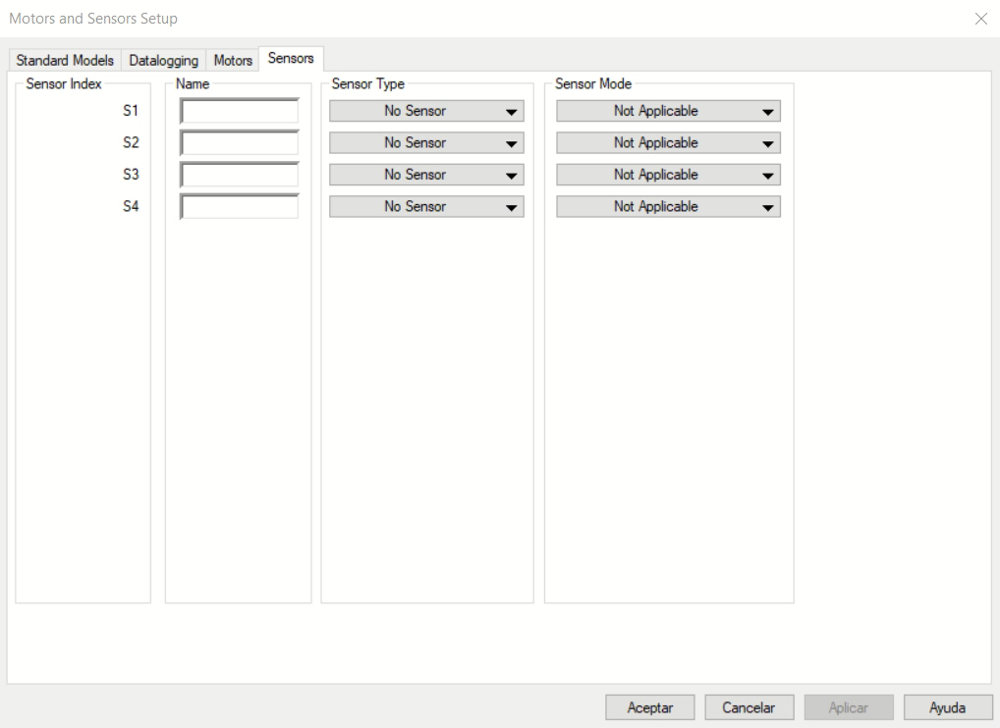 Motors and Sensors Setup
Standard Models Datalogging Motors Sensors
Sensor Index Name Sensor Type Sensor Mode
S1 No Sensor Not Applicable
S2 No Sensor Not Applicable
S3 No Sensor Not Applicable
S4 No Sensor Not Applicable
Aceptar Cancelar Aplicar Ayuda